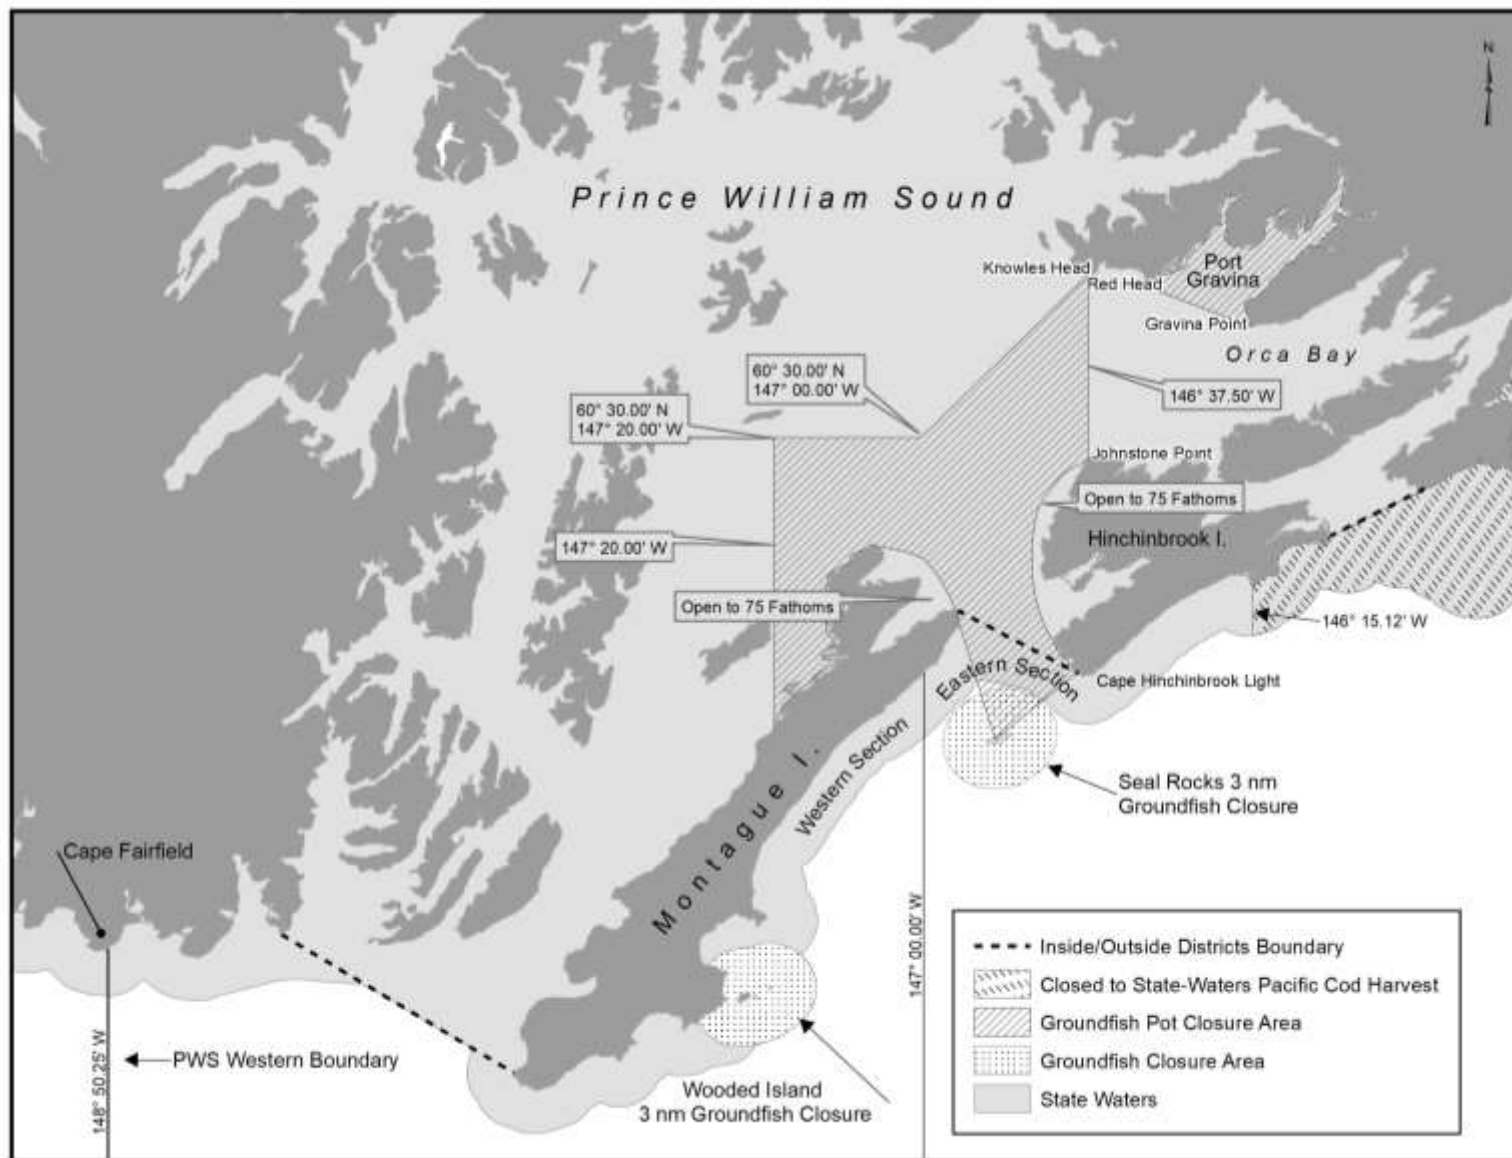 N
Prince William Sound
Knowles Head
Red Head
Port
Gravina
Gravina Point
Orca Bay
60° 30.00' N
147° 00.00' W
146° 37.50' W
60° 30.00' N
147° 20.00' W
Johnstone Point
Open to 75 Fathoms
147° 20.00' W
Hinchinbrook I.
Open to 75 Fathoms
146° 15.12' W
Eastern Section
Cape Hinchinbrook Light
Western Section
Montague I.
Seal Rocks 3 nm
Groundfish Closure
Cape Fairfield
147° 00.00' W
148° 50.25' W
PWS Western Boundary
Wooded Island
3 nm Groundfish Closure
Inside/Outside Districts Boundary
Closed to State-Waters Pacific Cod Harvest
Groundfish Pot Closure Area
Groundfish Closure Area
State Waters